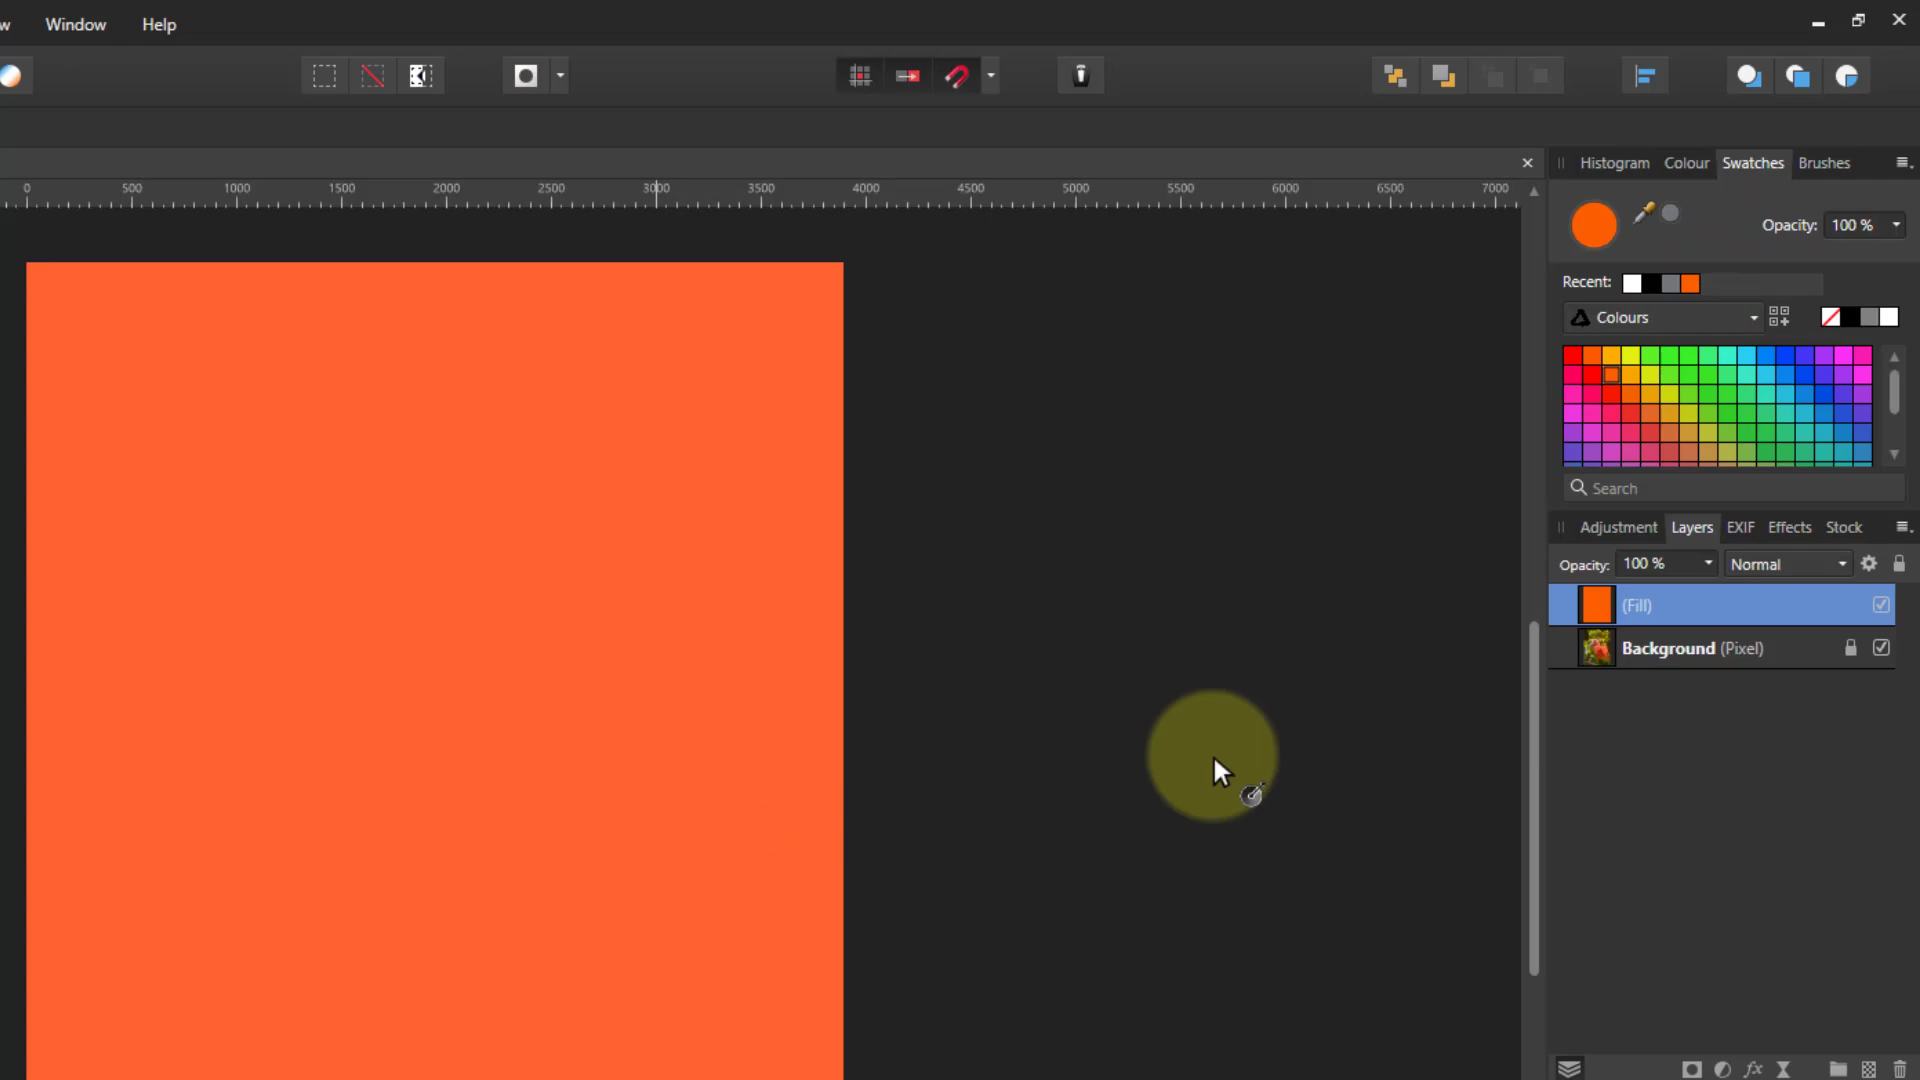 w Window Help
0 500 1000 1500 2000 2500 3000 3500 4000 4500 5000 5500 6000 6500 7000
Histogram Colour Swatches Brushes
Opacity: 100 %
Recent:
Colours
Search
Adjustment Layers EXIF Effects Stock
Opacity: 100 % Normal
(Fill)
Background (Pixel)
fx